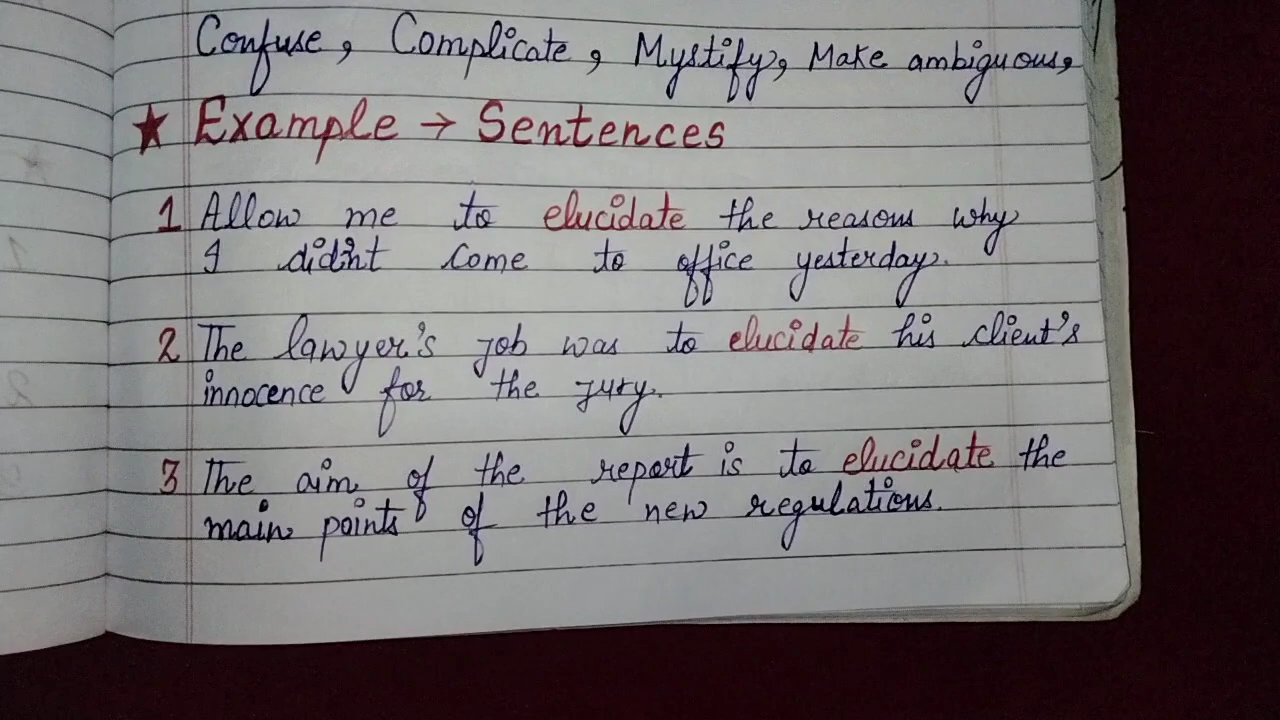 Confuse, Complicate, Mystify, Make ambiguous,
★ Example → Sentences
1 Allow me to elucidate the reasons why
I didn't come to office yesterday.
2 The lawyer's job was to elucidate his client's
innocence for the jury.
3 The aim of the report is to elucidate the
main points of the new regulations.